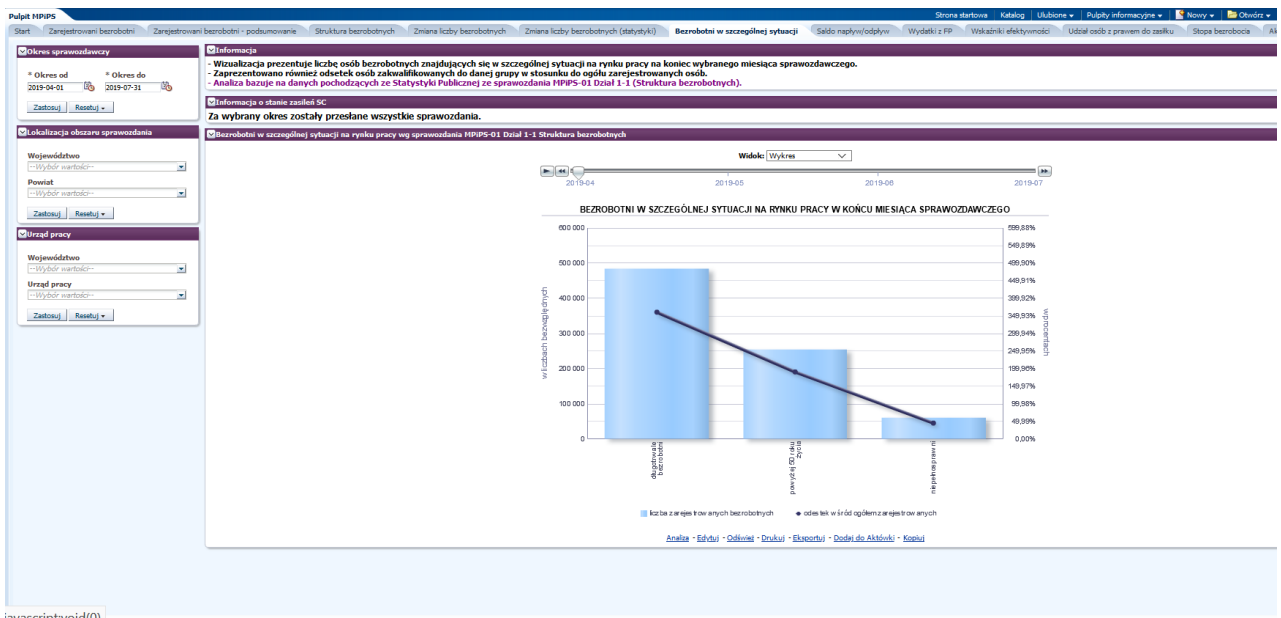 Pulpit MPiPS
Strona startowa Katalog Ulubione Pulpity informacyjne Nowy Otwórz
Start Zarejestrowani bezrobotni Zarejestrowani bezrobotni - podsumowanie Struktura bezrobotnych Zmiana liczby bezrobotnych Zmiana liczby bezrobotnych (statystyki) Bezrobotni w szczególnej sytuacji Saldo napływ/odpływ Wydatki z FP Wskaźniki efektywności Udział osób z prawem do zasiłku Stopa bezrobocia Ak
Okres sprawozdawczy
* Okres od * Okres do
2019-04-01 2019-07-31
Zastosuj Resetuj
Lokalizacja obszaru sprawozdania
Województwo
--Wybór wartości--
Powiat
--Wybór wartości--
Zastosuj Resetuj
Urząd pracy
Województwo
--Wybór wartości--
Urząd pracy
--Wybór wartości--
Zastosuj Resetuj
Informacja
- Wizualizacja prezentuje liczbę osób bezrobotnych znajdujących się w szczególnej sytuacji na rynku pracy na koniec wybranego miesiąca sprawozdawczego.
- Zaprezentowano również odsetek osób zakwalifikowanych do danej grupy w stosunku do ogółu zarejestrowanych osób.
- Analiza bazuje na danych pochodzących ze Statystyki Publicznej ze sprawozdania MPiPS-01 Dział 1-1 (Struktura bezrobotnych).
Informacja o stanie zasileń SC
Za wybrany okres zostały przesłane wszystkie sprawozdania.
Bezrobotni w szczególnej sytuacji na rynku pracy wg sprawozdania MPiPS-01 Dział 1-1 Struktura bezrobotnych
Widok: Wykres
2019-04 2019-05 2019-06 2019-07
BEZROBOTNI W SZCZEGÓLNEJ SYTUACJI NA RYNKU PRACY W KOŃCU MIESIĄCA SPRAWOZDAWCZEGO
w liczbach bezwzględnych
600 000
500 000
400 000
300 000
200 000
100 000
0
599,88%
549,89%
499,90%
449,91%
399,92%
349,93%
299,94%
249,95%
199,96%
149,97%
99,98%
49,99%
0,00%
w procentach
długotrwale
bezrobotni
powyżej 50 roku
życia
niepełnosprawni
liczba zarejestrowanych bezrobotnych odestek wśród ogółem zarejestrowanych
Analiza - Edytuj - Odśwież - Drukuj - Eksportuj - Dodaj do Aktówki - Kopiuj
javascript:void(0)